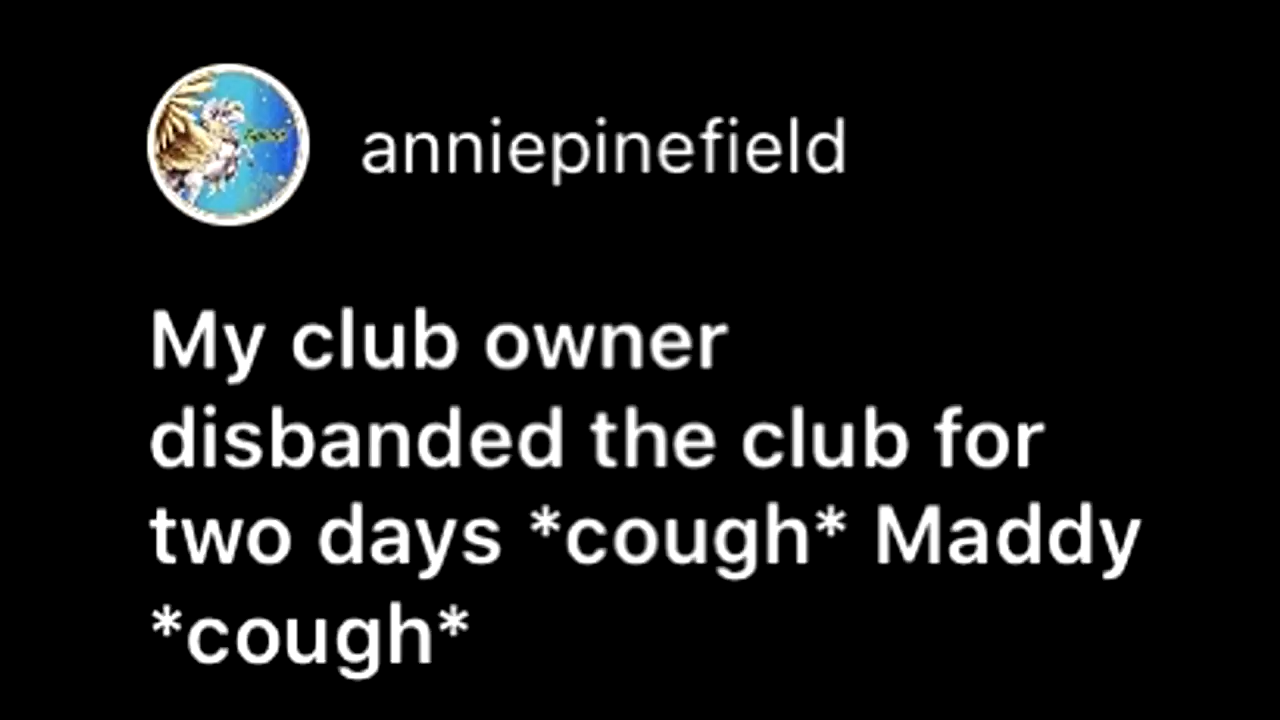 anniepinefield
My club owner
disbanded the club for
two days *cough* Maddy
*cough*